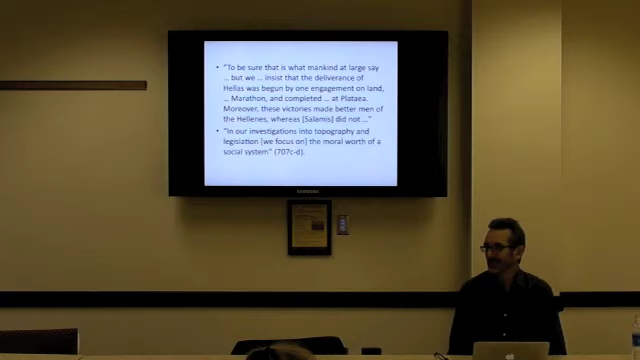 • "To be sure that is what mankind at large say
… but we … insist that the deliverance of
Hellas was begun by one engagement on land,
… Marathon, and completed … at Plataea.
Moreover, these victories made better men of
the Hellenes, whereas [Salamis] did not …"
• "In our investigations into topography and
legislation [we focus on] the moral worth of a
social system" (707c-d).
SAMSUNG